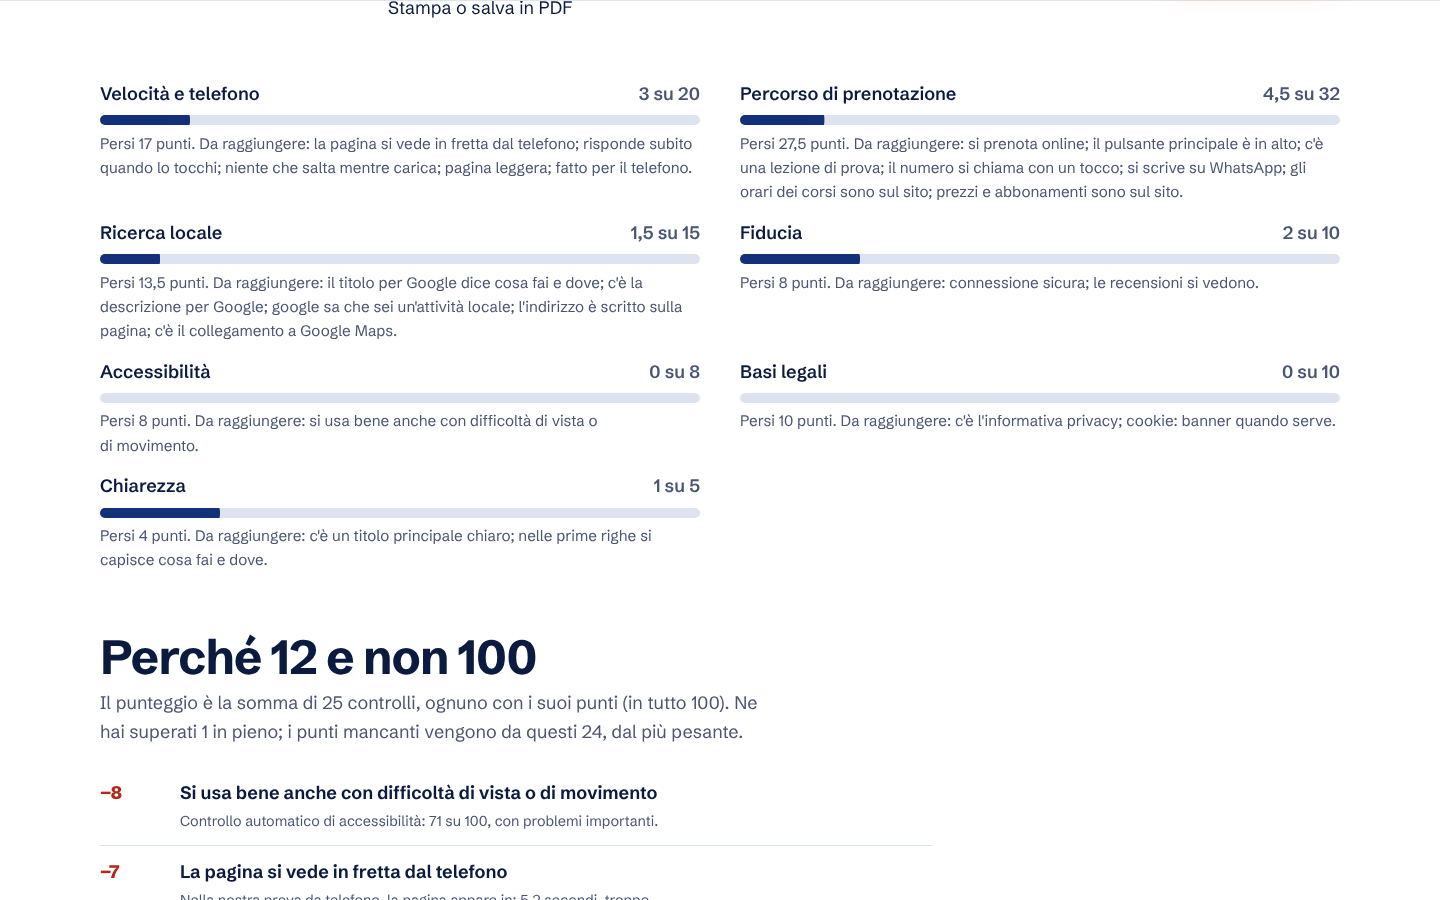 Stampa o salva in PDF
Velocità e telefono
3 su 20
Persi 17 punti. Da raggiungere: la pagina si vede in fretta dal telefono; risponde subito
quando lo tocchi; niente che salta mentre carica; pagina leggera; fatto per il telefono.
Percorso di prenotazione
4,5 su 32
Persi 27,5 punti. Da raggiungere: si prenota online; il pulsante principale è in alto; c'è
una lezione di prova; il numero si chiama con un tocco; si scrive su WhatsApp; gli
orari dei corsi sono sul sito; prezzi e abbonamenti sono sul sito.
Ricerca locale
1,5 su 15
Persi 13,5 punti. Da raggiungere: il titolo per Google dice cosa fai e dove; c'è la
descrizione per Google; google sa che sei un'attività locale; l'indirizzo è scritto sulla
pagina; c'è il collegamento a Google Maps.
Fiducia
2 su 10
Persi 8 punti. Da raggiungere: connessione sicura; le recensioni si vedono.
Accessibilità
0 su 8
Persi 8 punti. Da raggiungere: si usa bene anche con difficoltà di vista o
di movimento.
Basi legali
0 su 10
Persi 10 punti. Da raggiungere: c'è l'informativa privacy; cookie: banner quando serve.
Chiarezza
1 su 5
Persi 4 punti. Da raggiungere: c'è un titolo principale chiaro; nelle prime righe si
capisce cosa fai e dove.
Perché 12 e non 100
Il punteggio è la somma di 25 controlli, ognuno con i suoi punti (in tutto 100). Ne
hai superati 1 in pieno; i punti mancanti vengono da questi 24, dal più pesante.
−8
Si usa bene anche con difficoltà di vista o di movimento
Controllo automatico di accessibilità: 71 su 100, con problemi importanti.
−7
La pagina si vede in fretta dal telefono
Nella nostra prova da telefono, la pagina appare in: 5,2 secondi, troppo